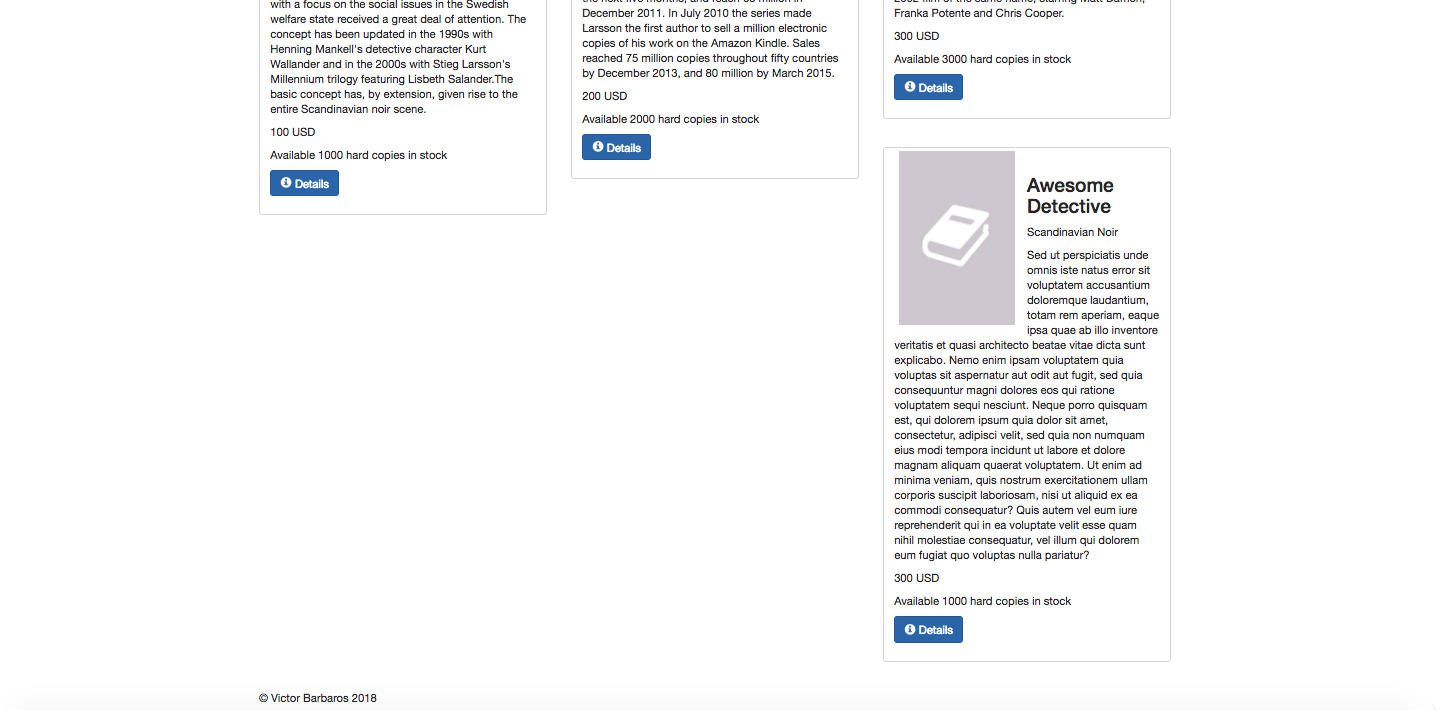 with a focus on the social issues in the Swedish
welfare state received a great deal of attention. The
concept has been updated in the 1990s with
Henning Mankell's detective character Kurt
Wallander and in the 2000s with Stieg Larsson's
Millennium trilogy featuring Lisbeth Salander.The
basic concept has, by extension, given rise to the
entire Scandinavian noir scene.
100 USD
Available 1000 hard copies in stock
Details
December 2011. In July 2010 the series made
Larsson the first author to sell a million electronic
copies of his work on the Amazon Kindle. Sales
reached 75 million copies throughout fifty countries
by December 2013, and 80 million by March 2015.
200 USD
Available 2000 hard copies in stock
Details
Franka Potente and Chris Cooper.
300 USD
Available 3000 hard copies in stock
Details
Awesome
Detective
Scandinavian Noir
Sed ut perspiciatis unde
omnis iste natus error sit
voluptatem accusantium
doloremque laudantium,
totam rem aperiam, eaque
ipsa quae ab illo inventore
veritatis et quasi architecto beatae vitae dicta sunt
explicabo. Nemo enim ipsam voluptatem quia
voluptas sit aspernatur aut odit aut fugit, sed quia
consequuntur magni dolores eos qui ratione
voluptatem sequi nesciunt. Neque porro quisquam
est, qui dolorem ipsum quia dolor sit amet,
consectetur, adipisci velit, sed quia non numquam
eius modi tempora incidunt ut labore et dolore
magnam aliquam quaerat voluptatem. Ut enim ad
minima veniam, quis nostrum exercitationem ullam
corporis suscipit laboriosam, nisi ut aliquid ex ea
commodi consequatur? Quis autem vel eum iure
reprehenderit qui in ea voluptate velit esse quam
nihil molestiae consequatur, vel illum qui dolorem
eum fugiat quo voluptas nulla pariatur?
300 USD
Available 1000 hard copies in stock
Details
© Victor Barbaros 2018